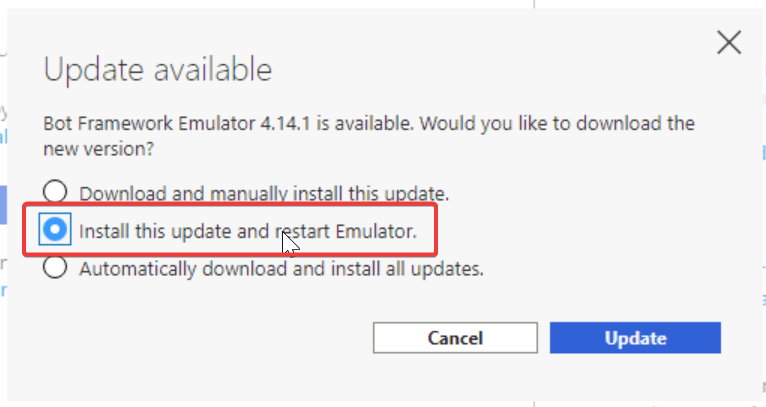 Update available
Bot Framework Emulator 4.14.1 is available. Would you like to download the
new version?
Download and manually install this update.
Install this update and restart Emulator.
Automatically download and install all updates.
Cancel
Update